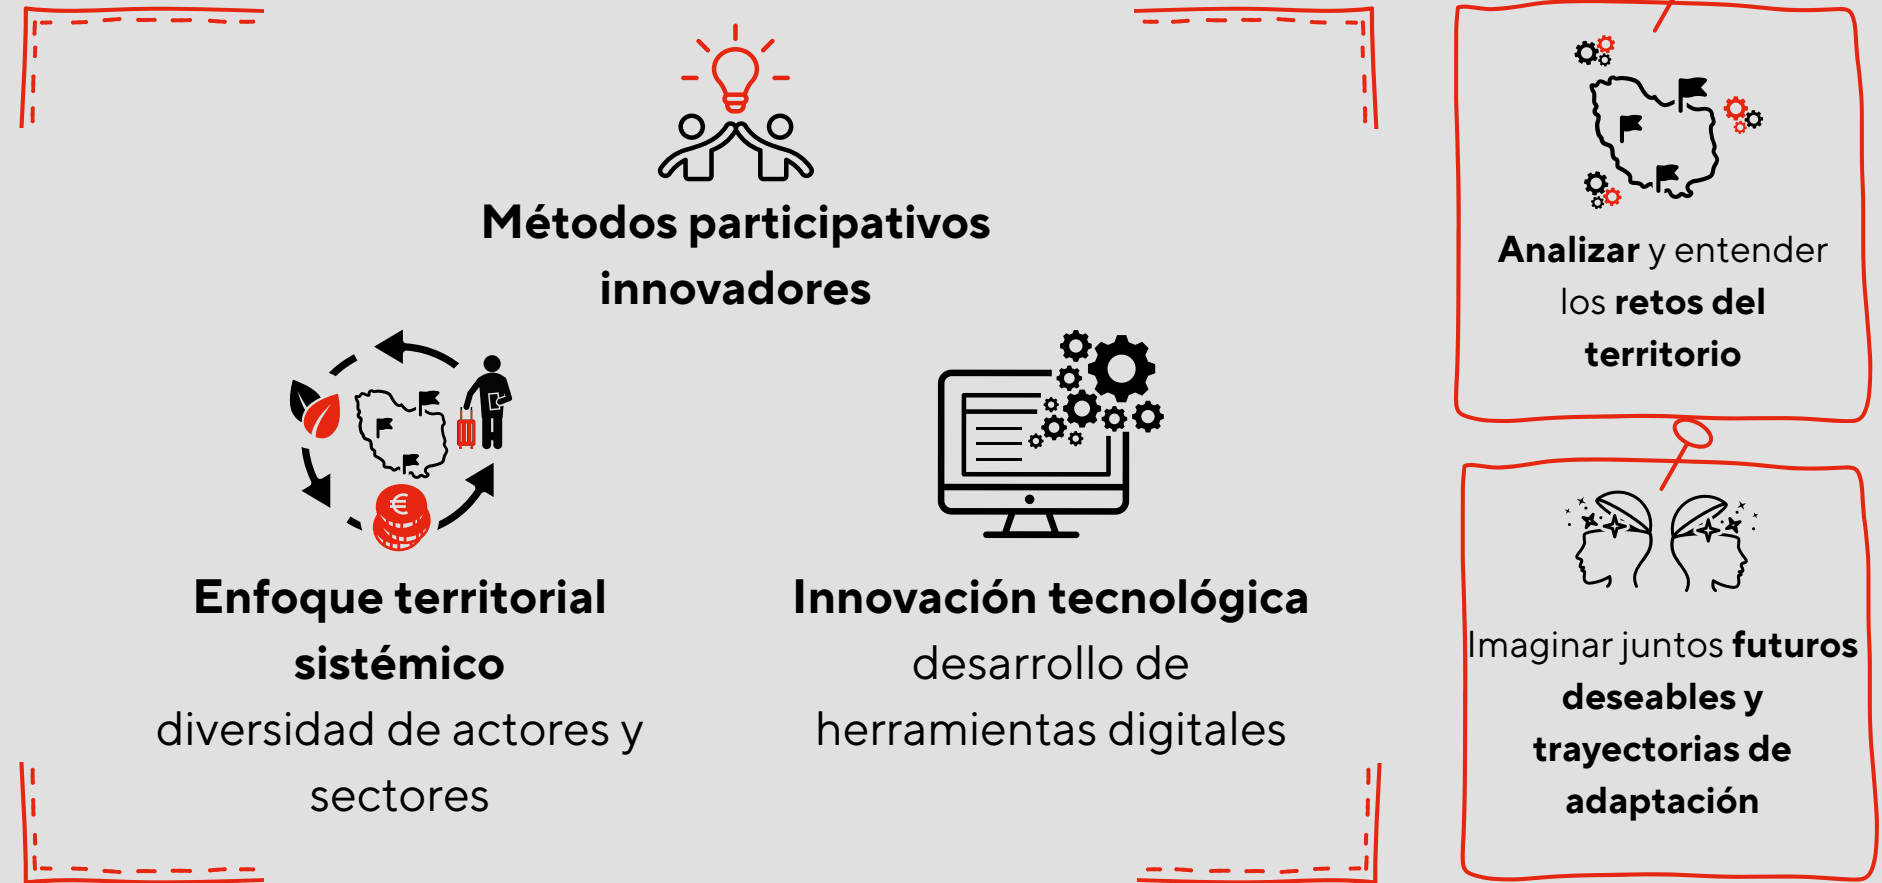 Métodos participativos
innovadores
Enfoque territorial
sistémico
diversidad de actores y
sectores
Innovación tecnológica
desarrollo de
herramientas digitales
Analizar y entender
los retos del
territorio
Imaginar juntos futuros
deseables y
trayectorias de
adaptación
€